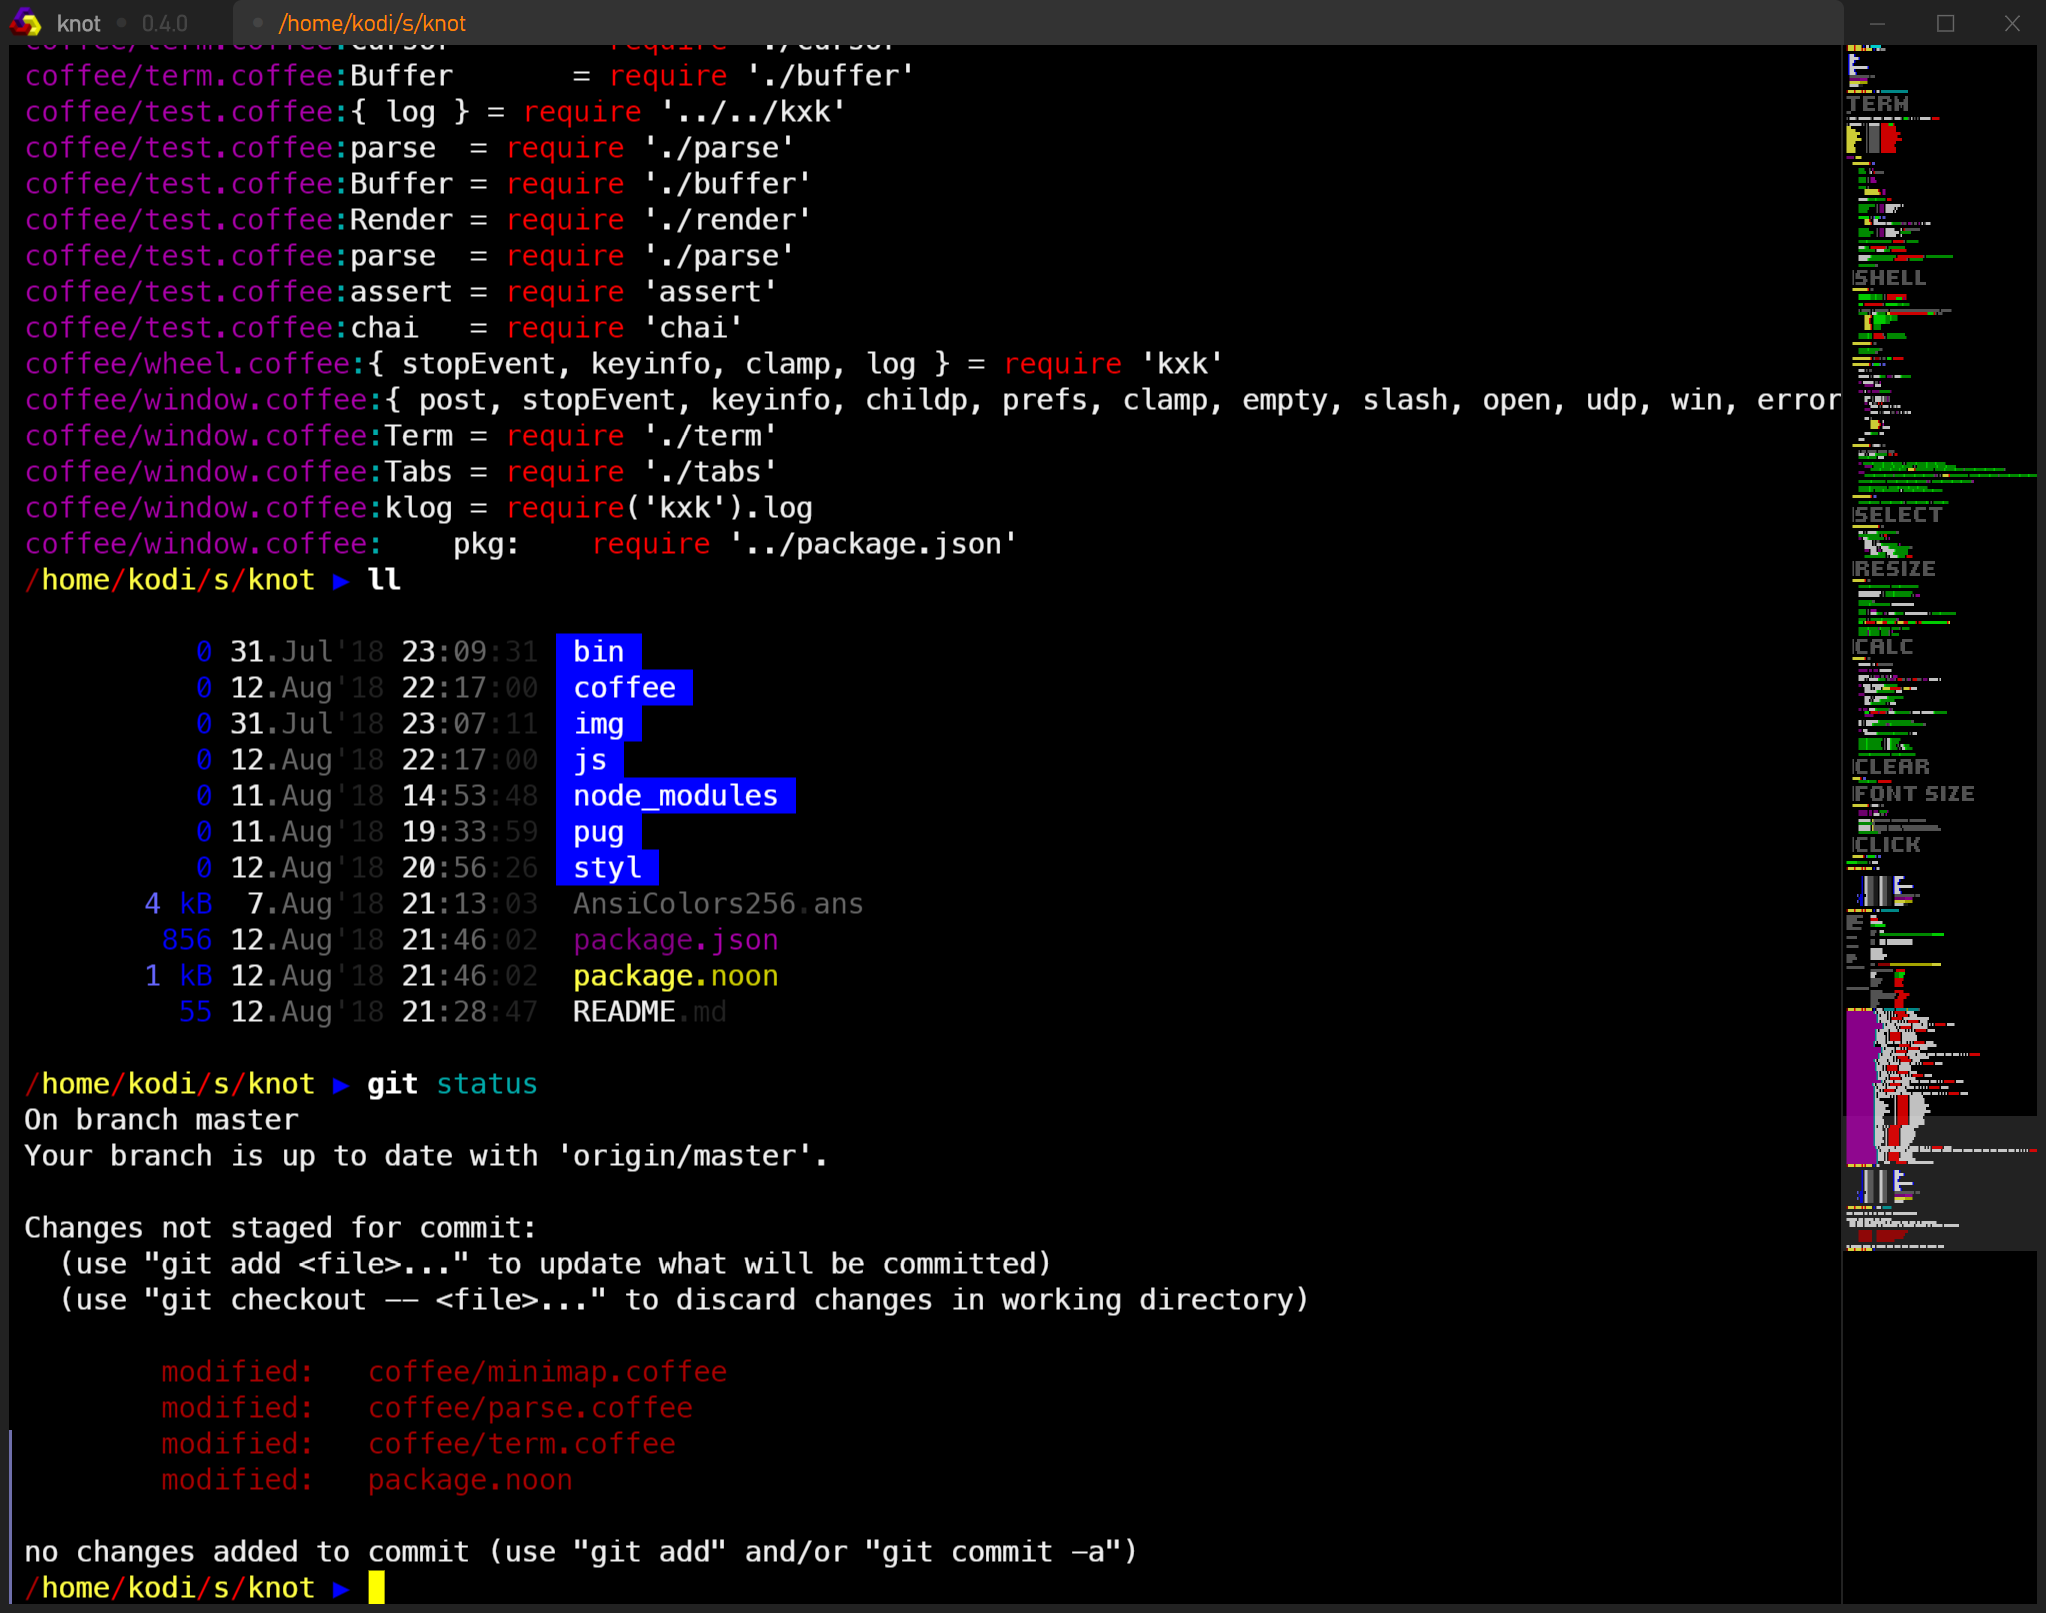 knot ● 0.4.0 ● /home/kodi/s/knot
coffee/term.coffee:Cursor = require './cursor'
coffee/term.coffee:Buffer = require './buffer'
coffee/test.coffee:{ log } = require '../../kxk'
coffee/test.coffee:parse = require './parse'
coffee/test.coffee:Buffer = require './buffer'
coffee/test.coffee:Render = require './render'
coffee/test.coffee:parse = require './parse'
coffee/test.coffee:assert = require 'assert'
coffee/test.coffee:chai = require 'chai'
coffee/wheel.coffee:{ stopEvent, keyinfo, clamp, log } = require 'kxk'
coffee/window.coffee:{ post, stopEvent, keyinfo, childp, prefs, clamp, empty, slash, open, udp, win, error
coffee/window.coffee:Term = require './term'
coffee/window.coffee:Tabs = require './tabs'
coffee/window.coffee:klog = require('kxk').log
coffee/window.coffee: pkg: require '../package.json'
/home/kodi/s/knot ▶ ll
0 31.Jul'18 23:09:31 bin
0 12.Aug'18 22:17:00 coffee
0 31.Jul'18 23:07:11 img
0 12.Aug'18 22:17:00 js
0 11.Aug'18 14:53:48 node_modules
0 11.Aug'18 19:33:59 pug
0 12.Aug'18 20:56:26 styl
4 kB 7.Aug'18 21:13:03 AnsiColors256.ans
856 12.Aug'18 21:46:02 package.json
1 kB 12.Aug'18 21:46:02 package.noon
55 12.Aug'18 21:28:47 README.md
/home/kodi/s/knot ▶ git status
On branch master
Your branch is up to date with 'origin/master'.
Changes not staged for commit:
(use "git add <file>..." to update what will be committed)
(use "git checkout -- <file>..." to discard changes in working directory)
modified: coffee/minimap.coffee
modified: coffee/parse.coffee
modified: coffee/term.coffee
modified: package.noon
no changes added to commit (use "git add" and/or "git commit -a")
/home/kodi/s/knot ▶
TERM
SHELL
SELECT
RESIZE
CALC
CLEAR
FONT SIZE
CLICK